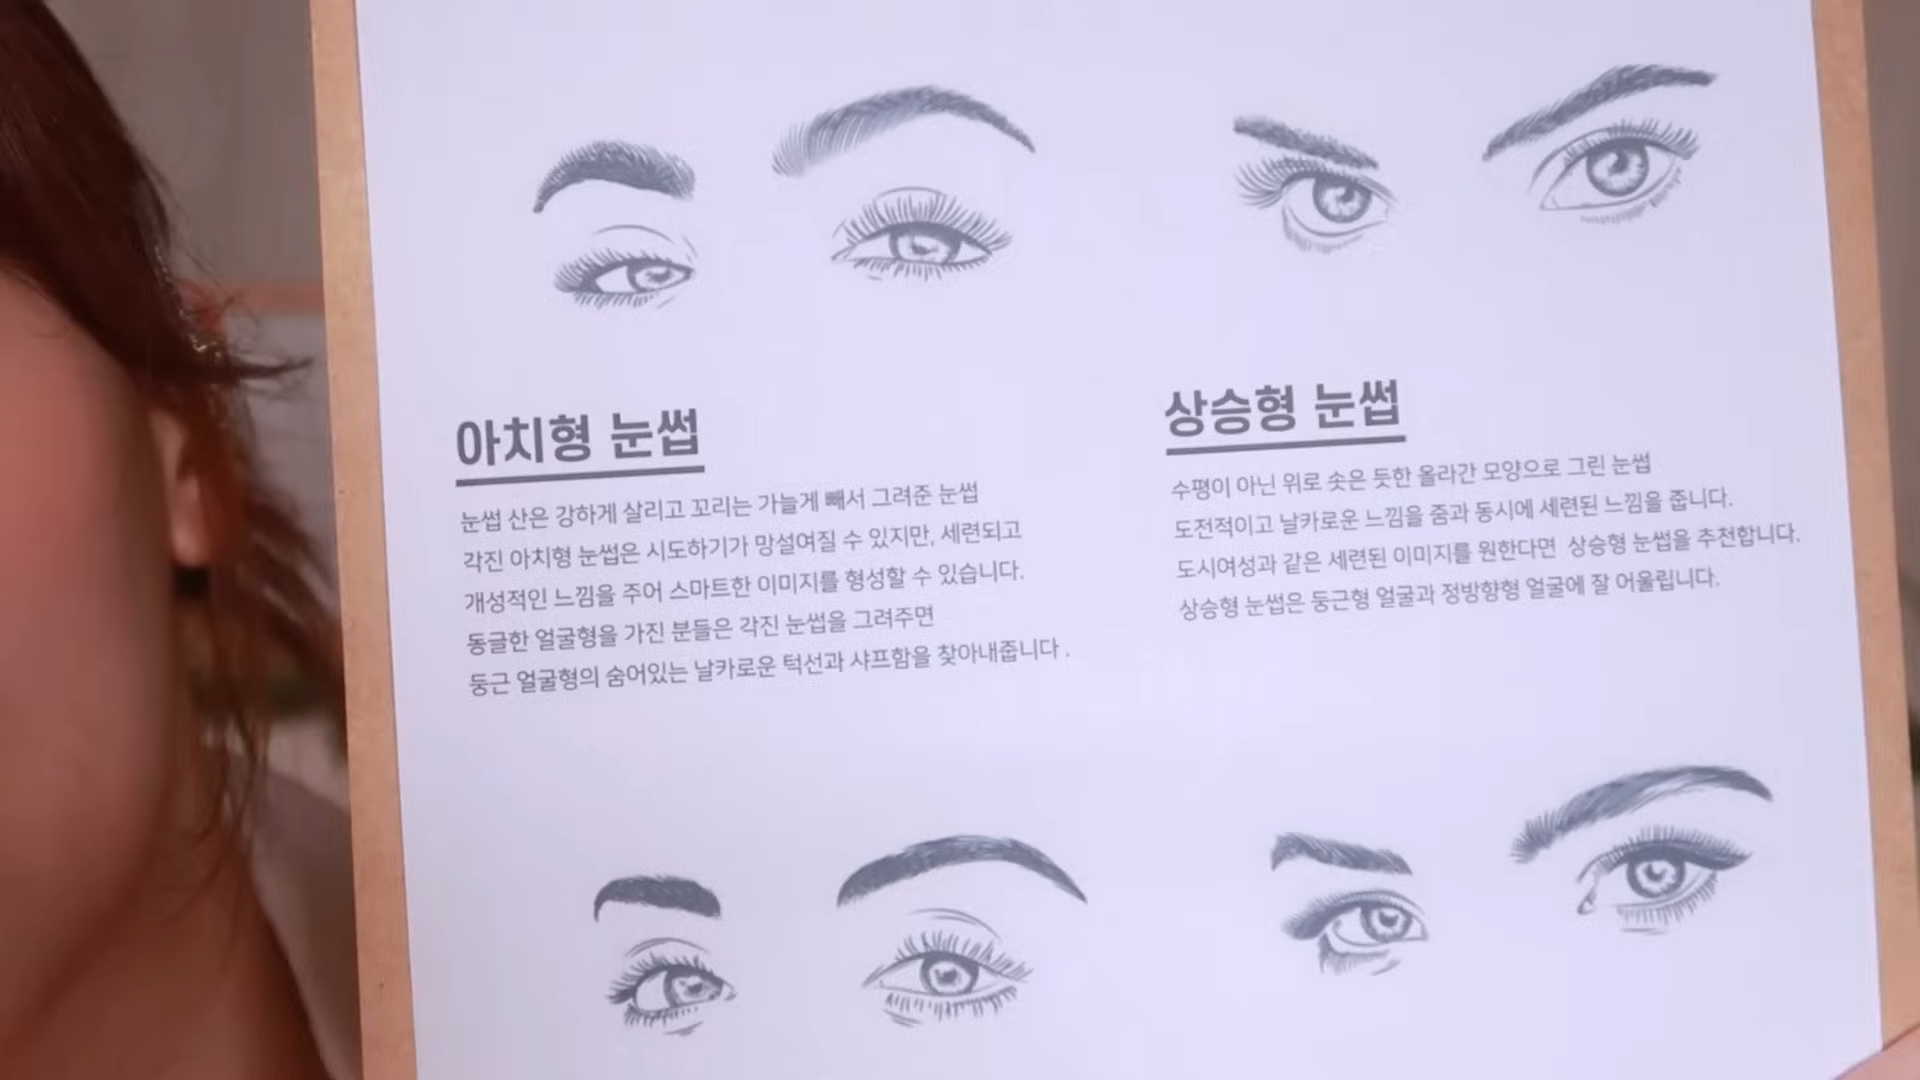 아치형 눈썹
눈썹 산은 강하게 살리고 꼬리는 가늘게 빼서 그려준 눈썹
각진 아치형 눈썹은 시도하기가 망설여질 수 있지만, 세련되고
개성적인 느낌을 주어 스마트한 이미지를 형성할 수 있습니다.
동글한 얼굴형을 가진 분들은 각진 눈썹을 그려주면
둥근 얼굴형의 숨어있는 날카로운 턱선과 샤프함을 찾아내줍니다 .
상승형 눈썹
수평이 아닌 위로 솟은 듯한 올라간 모양으로 그린 눈썹
도전적이고 날카로운 느낌을 줌과 동시에 세련된 느낌을 줍니다.
도시여성과 같은 세련된 이미지를 원한다면 상승형 눈썹을 추천합니다.
상승형 눈썹은 둥근형 얼굴과 정방향형 얼굴에 잘 어울립니다.